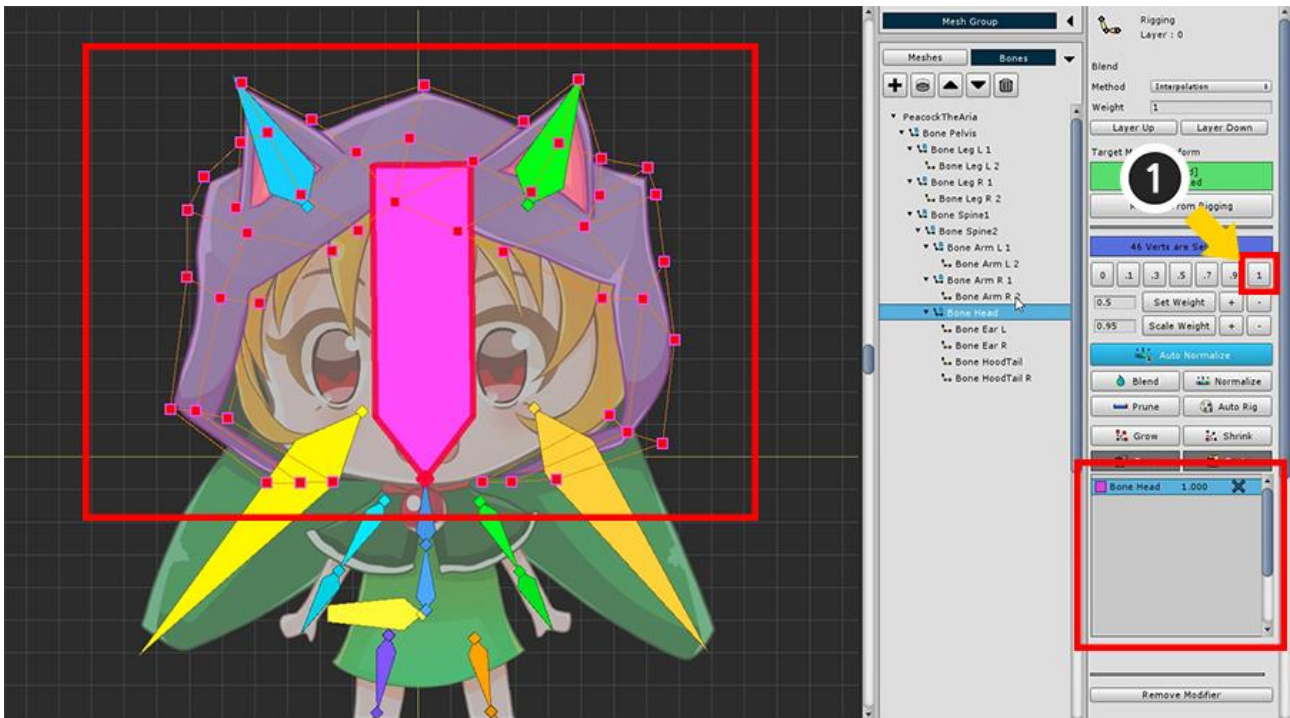 Mesh Group
Meshes
Bones
PeacockTheAria
Bone Pelvis
Bone Leg L 1
Bone Leg L 2
Bone Leg R 1
Bone Leg R 2
Bone Spine1
Bone Spine2
Bone Arm L 1
Bone Arm L 2
Bone Arm R 1
Bone Arm R 2
Bone Head
Bone Ear L
Bone Ear R
Bone HoodTail
Bone HoodTail R
Rigging
Layer : 0
Blend
Method Interpolation
Weight 1
Layer Up Layer Down
Target
1
Rigging
46 Verts are
0 .1 .3 .5 .7 .9 1
0.5 Set Weight + -
0.95 Scale Weight + -
Auto Normalize
Blend Normalize
Prune Auto Rig
Grow Shrink
Bone Head 1.000
Remove Modifier